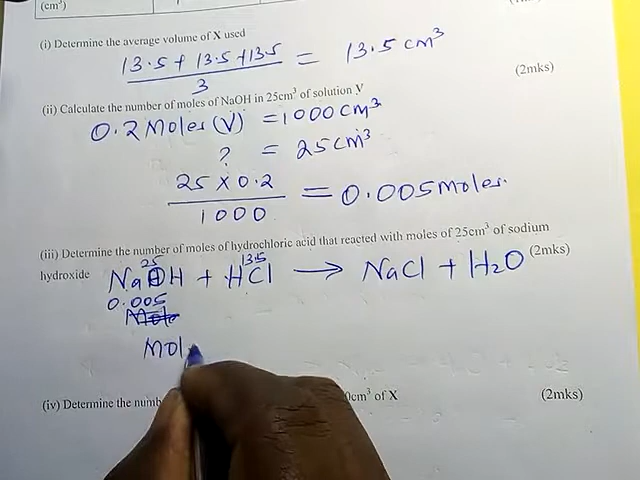 (cm³)
(i) Determine the average volume of X used
13.5 + 13.5 + 13.5 = 13.5 cm³
3
(2mks)
(ii) Calculate the number of moles of NaOH in 25cm³ of solution V
0.2 Moles (V) = 1000 cm³
? = 25 cm³
25 x 0.2 = 0.005 moles.
1000
(iii) Determine the number of moles of hydrochloric acid that reacted with moles of 25cm³ of sodium
hydroxide (2mks)
25 13.5
NaOH + HCl → NaCl + H₂O
0.005
Mole
Mol
(iv) Determine the numb cm³ of X (2mks)